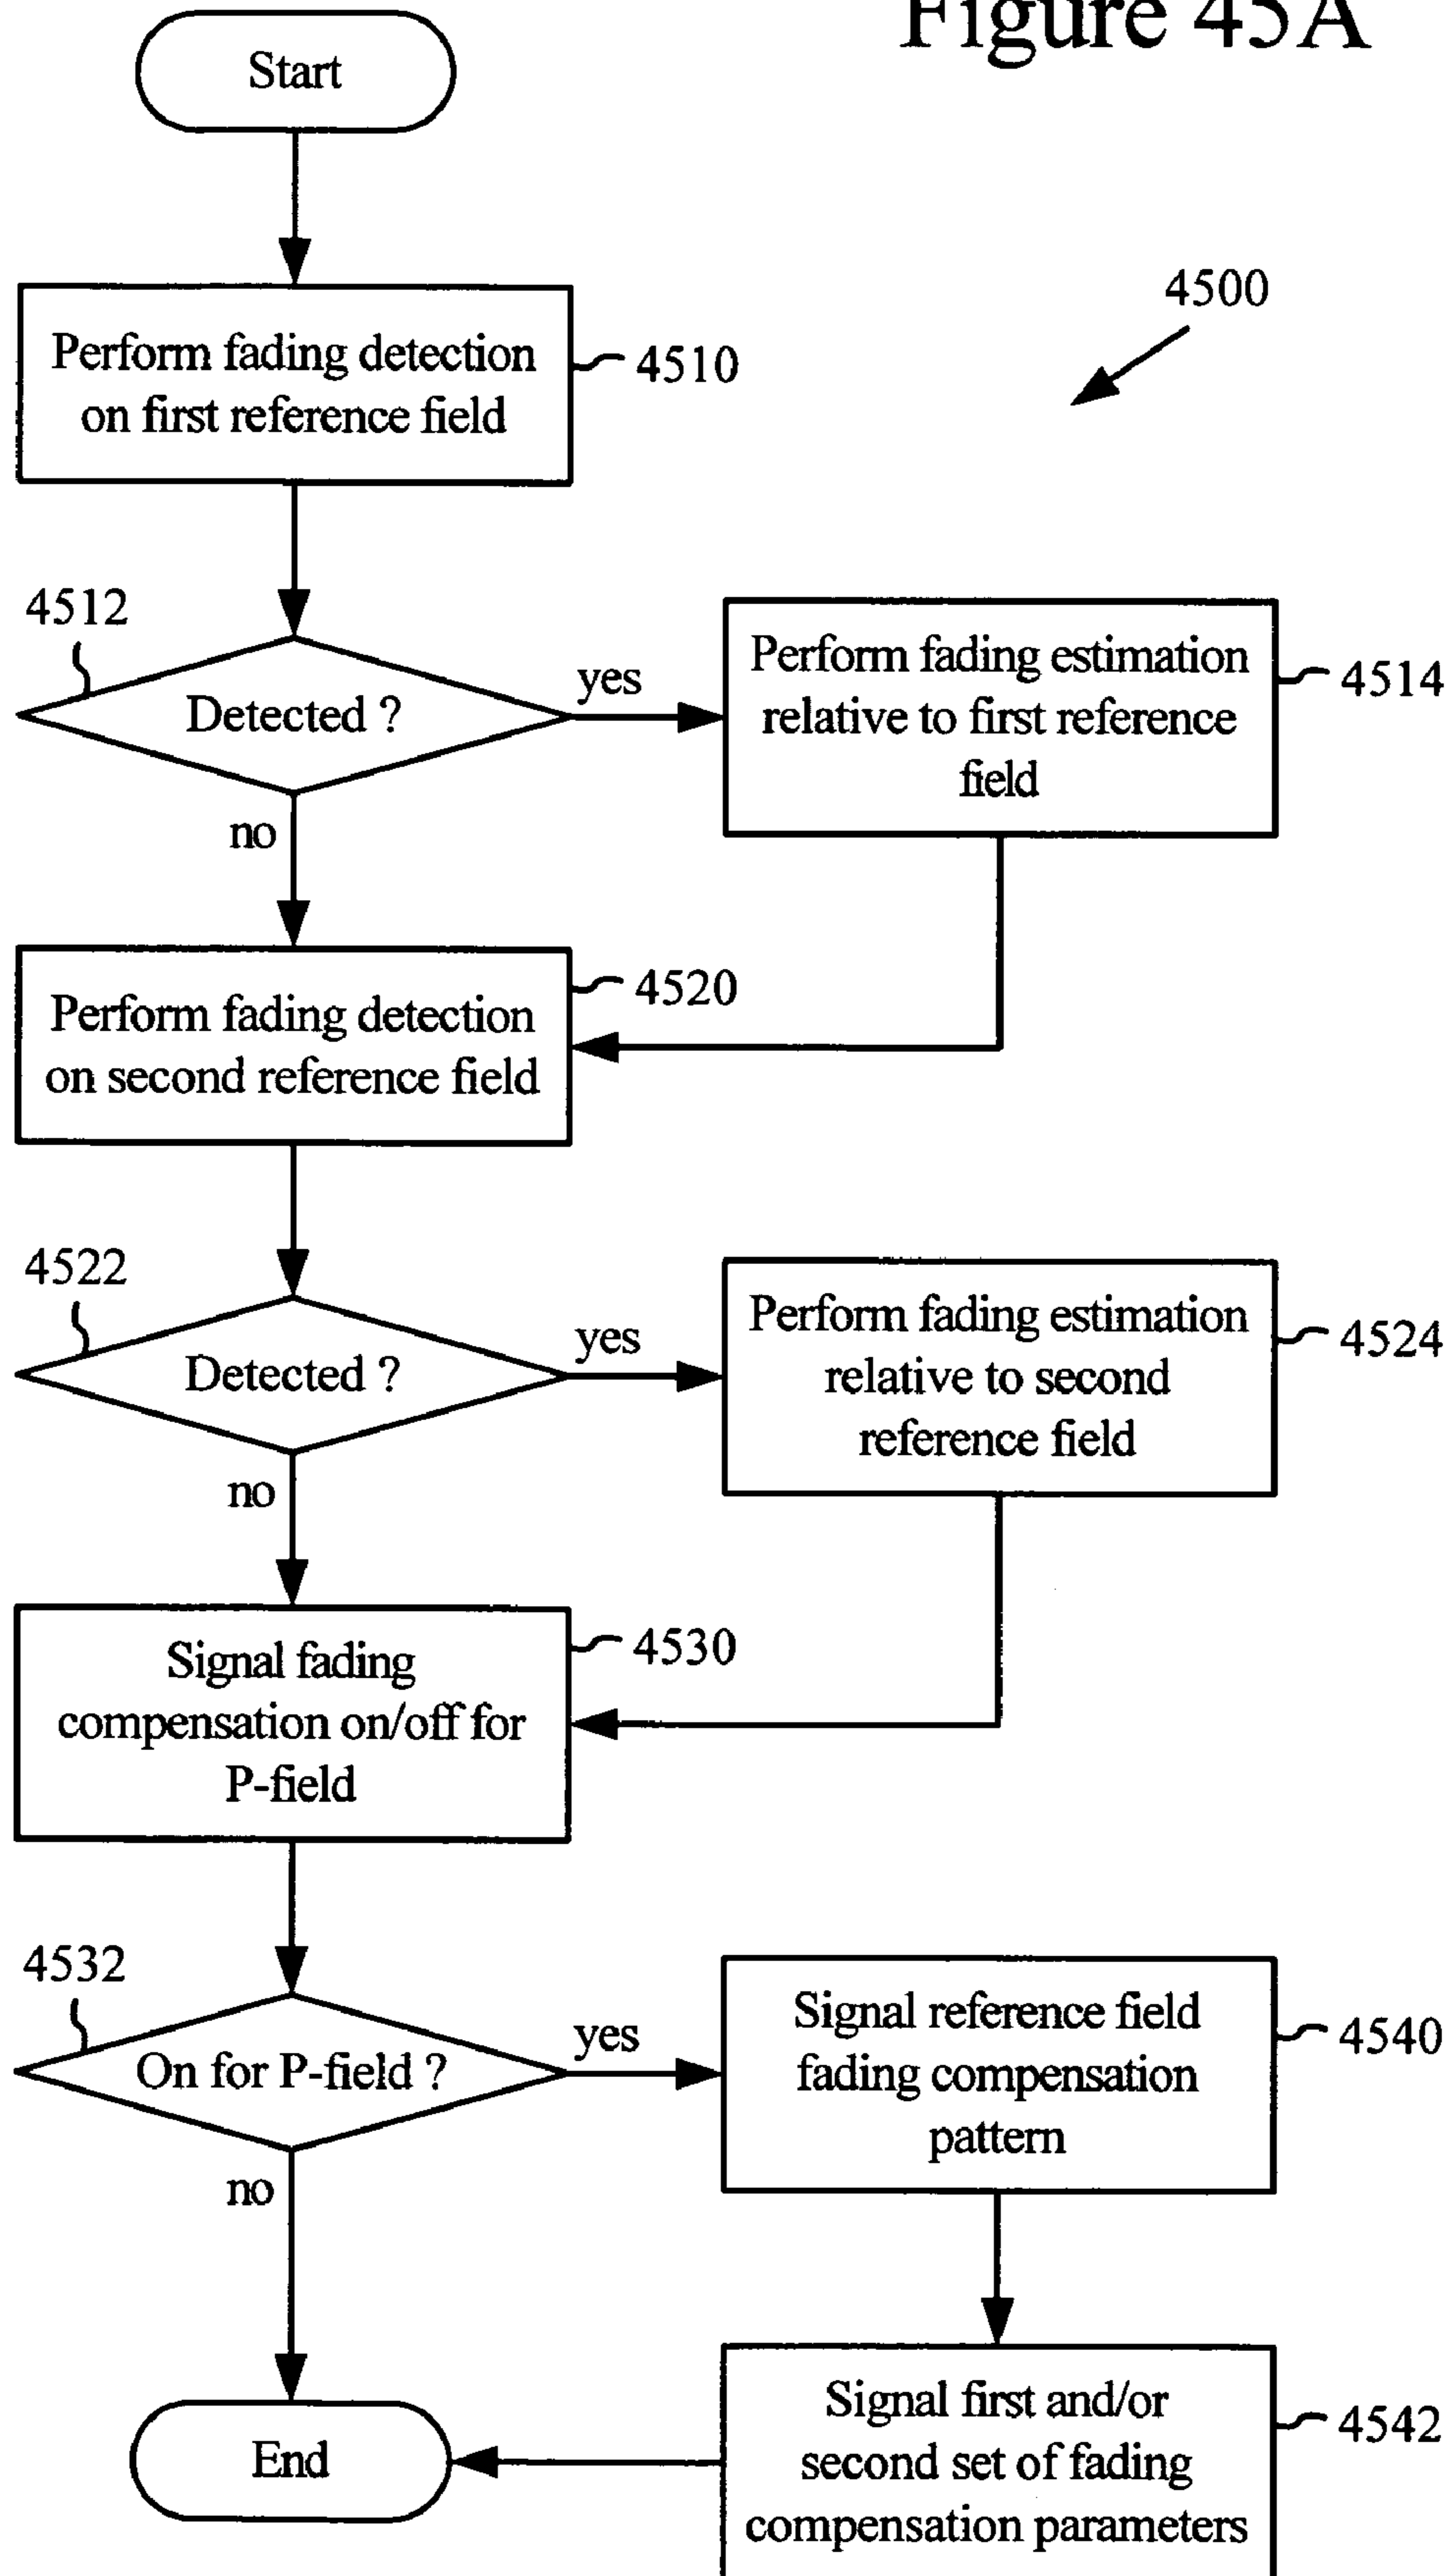 Figure 45A
Start
4500
Perform fading detection
on first reference field
4510
4512
Detected ?
yes
no
Perform fading estimation
relative to first reference
field
4514
Perform fading detection
on second reference field
4520
4522
Detected ?
yes
no
Perform fading estimation
relative to second
reference field
4524
Signal fading
compensation on/off for
P-field
4530
4532
On for P-field ?
yes
no
Signal reference field
fading compensation
pattern
4540
Signal first and/or
second set of fading
compensation parameters
4542
End